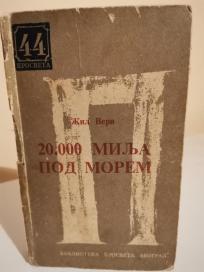 44
ПРОСВЕТА
Жил Верн
20.000 МИЉА
ПОД МОРЕМ
БИБЛИОТЕКА ПРОСВЕТА БЕОГРАД